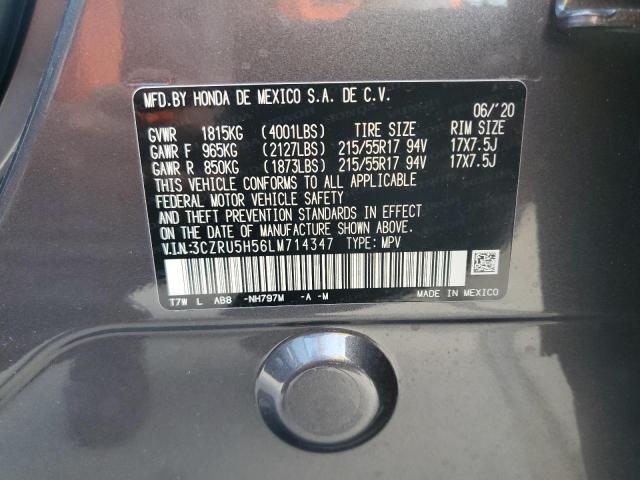 MFD.BY HONDA DE MEXICO S.A. DE C.V.
06/'20
GVWR 1815KG (4001LBS) TIRE SIZE RIM SIZE
GAWR F 965KG (2127LBS) 215/55R17 94V 17X7.5J
GAWR R 850KG (1873LBS) 215/55R17 94V 17X7.5J
THIS VEHICLE CONFORMS TO ALL APPLICABLE
FEDERAL MOTOR VEHICLE SAFETY
AND THEFT PREVENTION STANDARDS IN EFFECT
ON THE DATE OF MANUFACTURE SHOWN ABOVE.
V.I.N:3CZRU5H56LM714347 TYPE: MPV
T7W L AB8 -NH797M -A -M MADE IN MEXICO